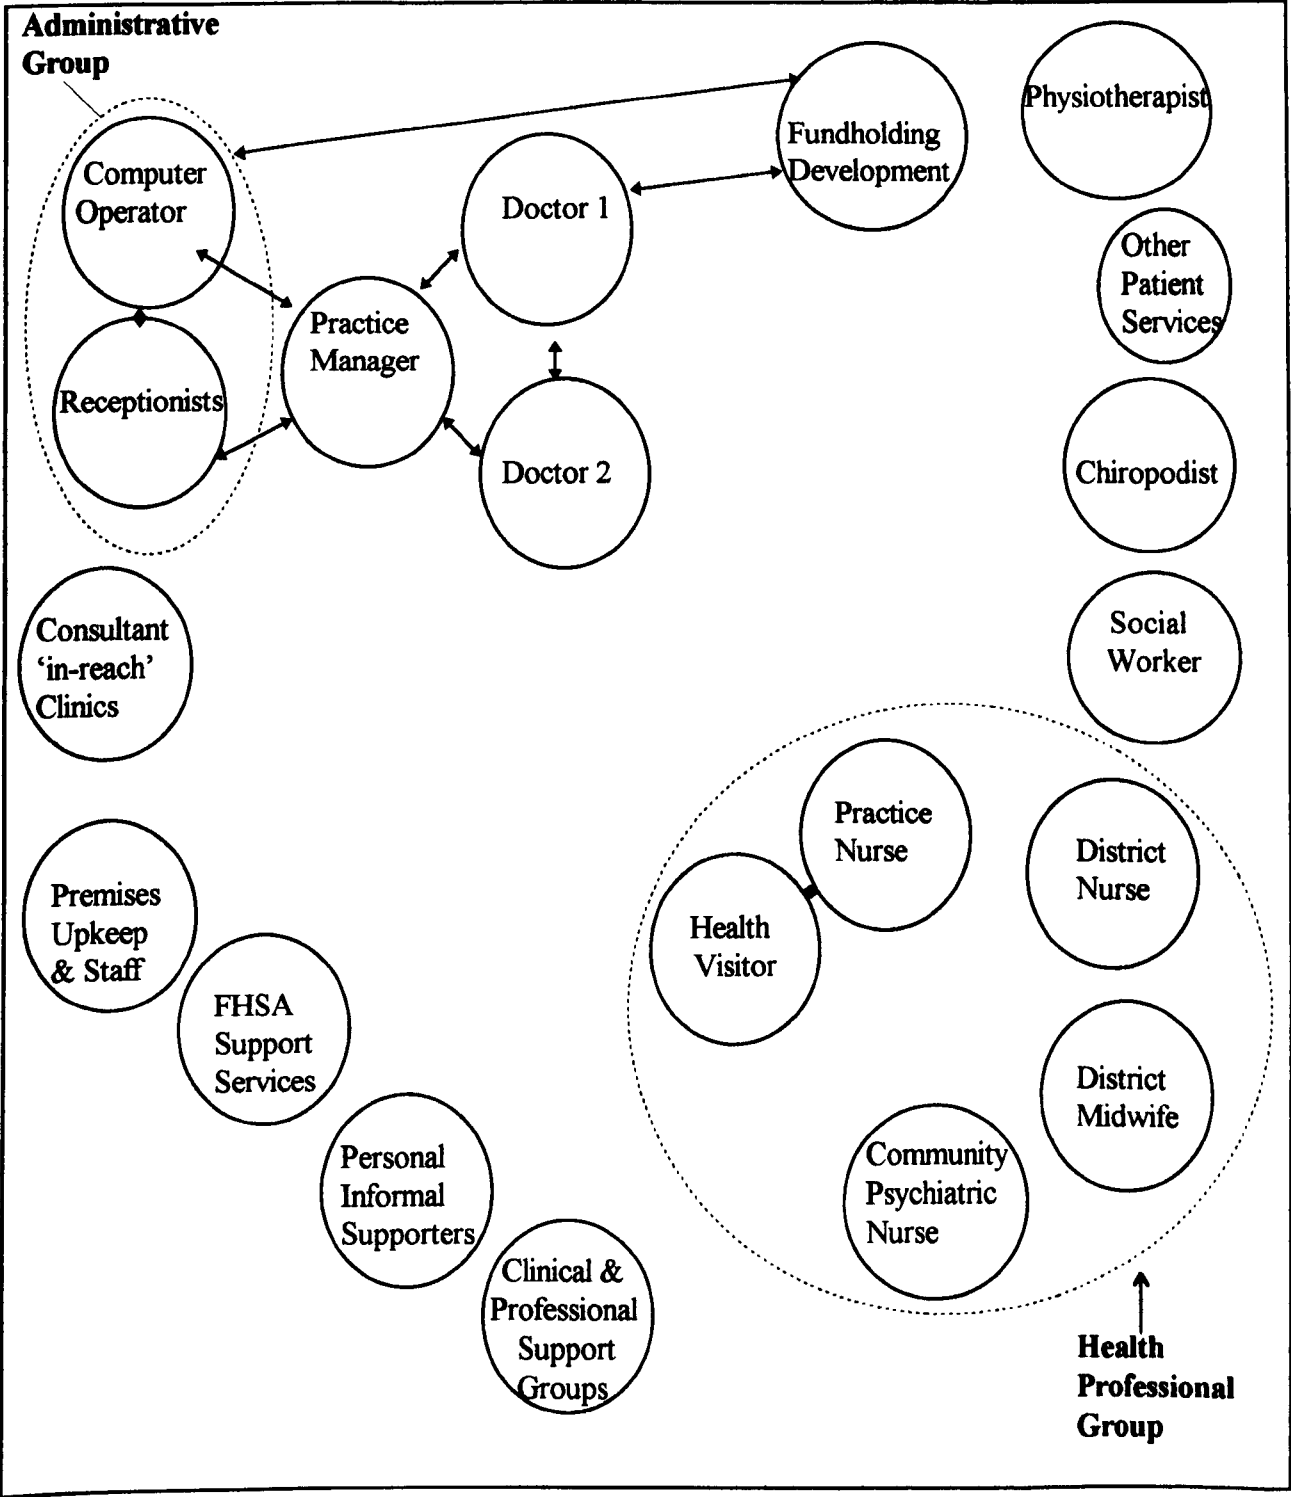 Administrative
Group
Computer
Operator
Receptionists
Practice
Manager
Doctor 1
Doctor 2
Fundholding
Development
Physiotherapist
Other
Patient
Services
Chiropodist
Social
Worker
Consultant
‘in-reach’
Clinics
Premises
Upkeep
& Staff
FHSA
Support
Services
Personal
Informal
Supporters
Clinical &
Professional
Support
Groups
Practice
Nurse
Health
Visitor
District
Nurse
District
Midwife
Community
Psychiatric
Nurse
Health
Professional
Group